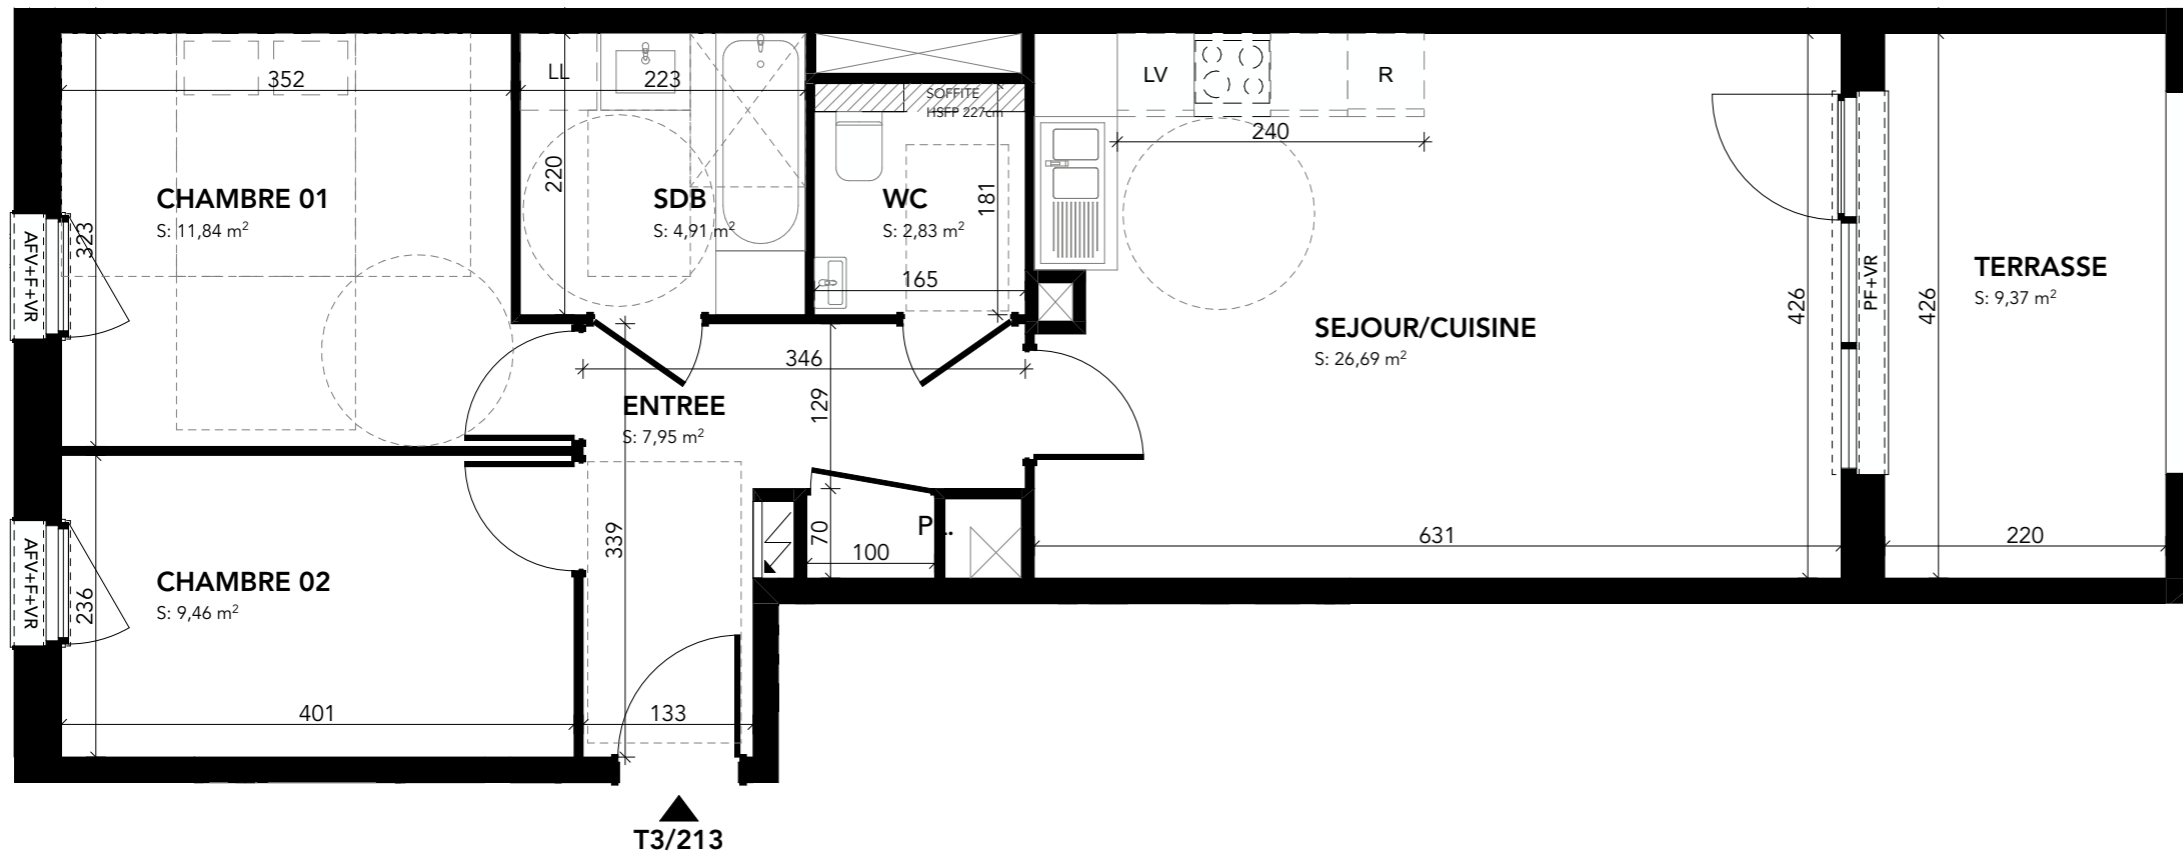 352
LL
223
SOFFITE
HSFP 227cm
LV
R
240
220
CHAMBRE 01
S: 11,84 m²
SDB
S: 4,91 m²
WC
S: 2,83 m²
181
323
AFV+F+VR
165
SEJOUR/CUISINE
S: 26,69 m²
426
PF+VR
426
TERRASSE
S: 9,37 m²
346
129
ENTREE
S: 7,95 m²
339
70
100
631
220
AFV+F+VR
236
CHAMBRE 02
S: 9,46 m²
401
133
T3/213